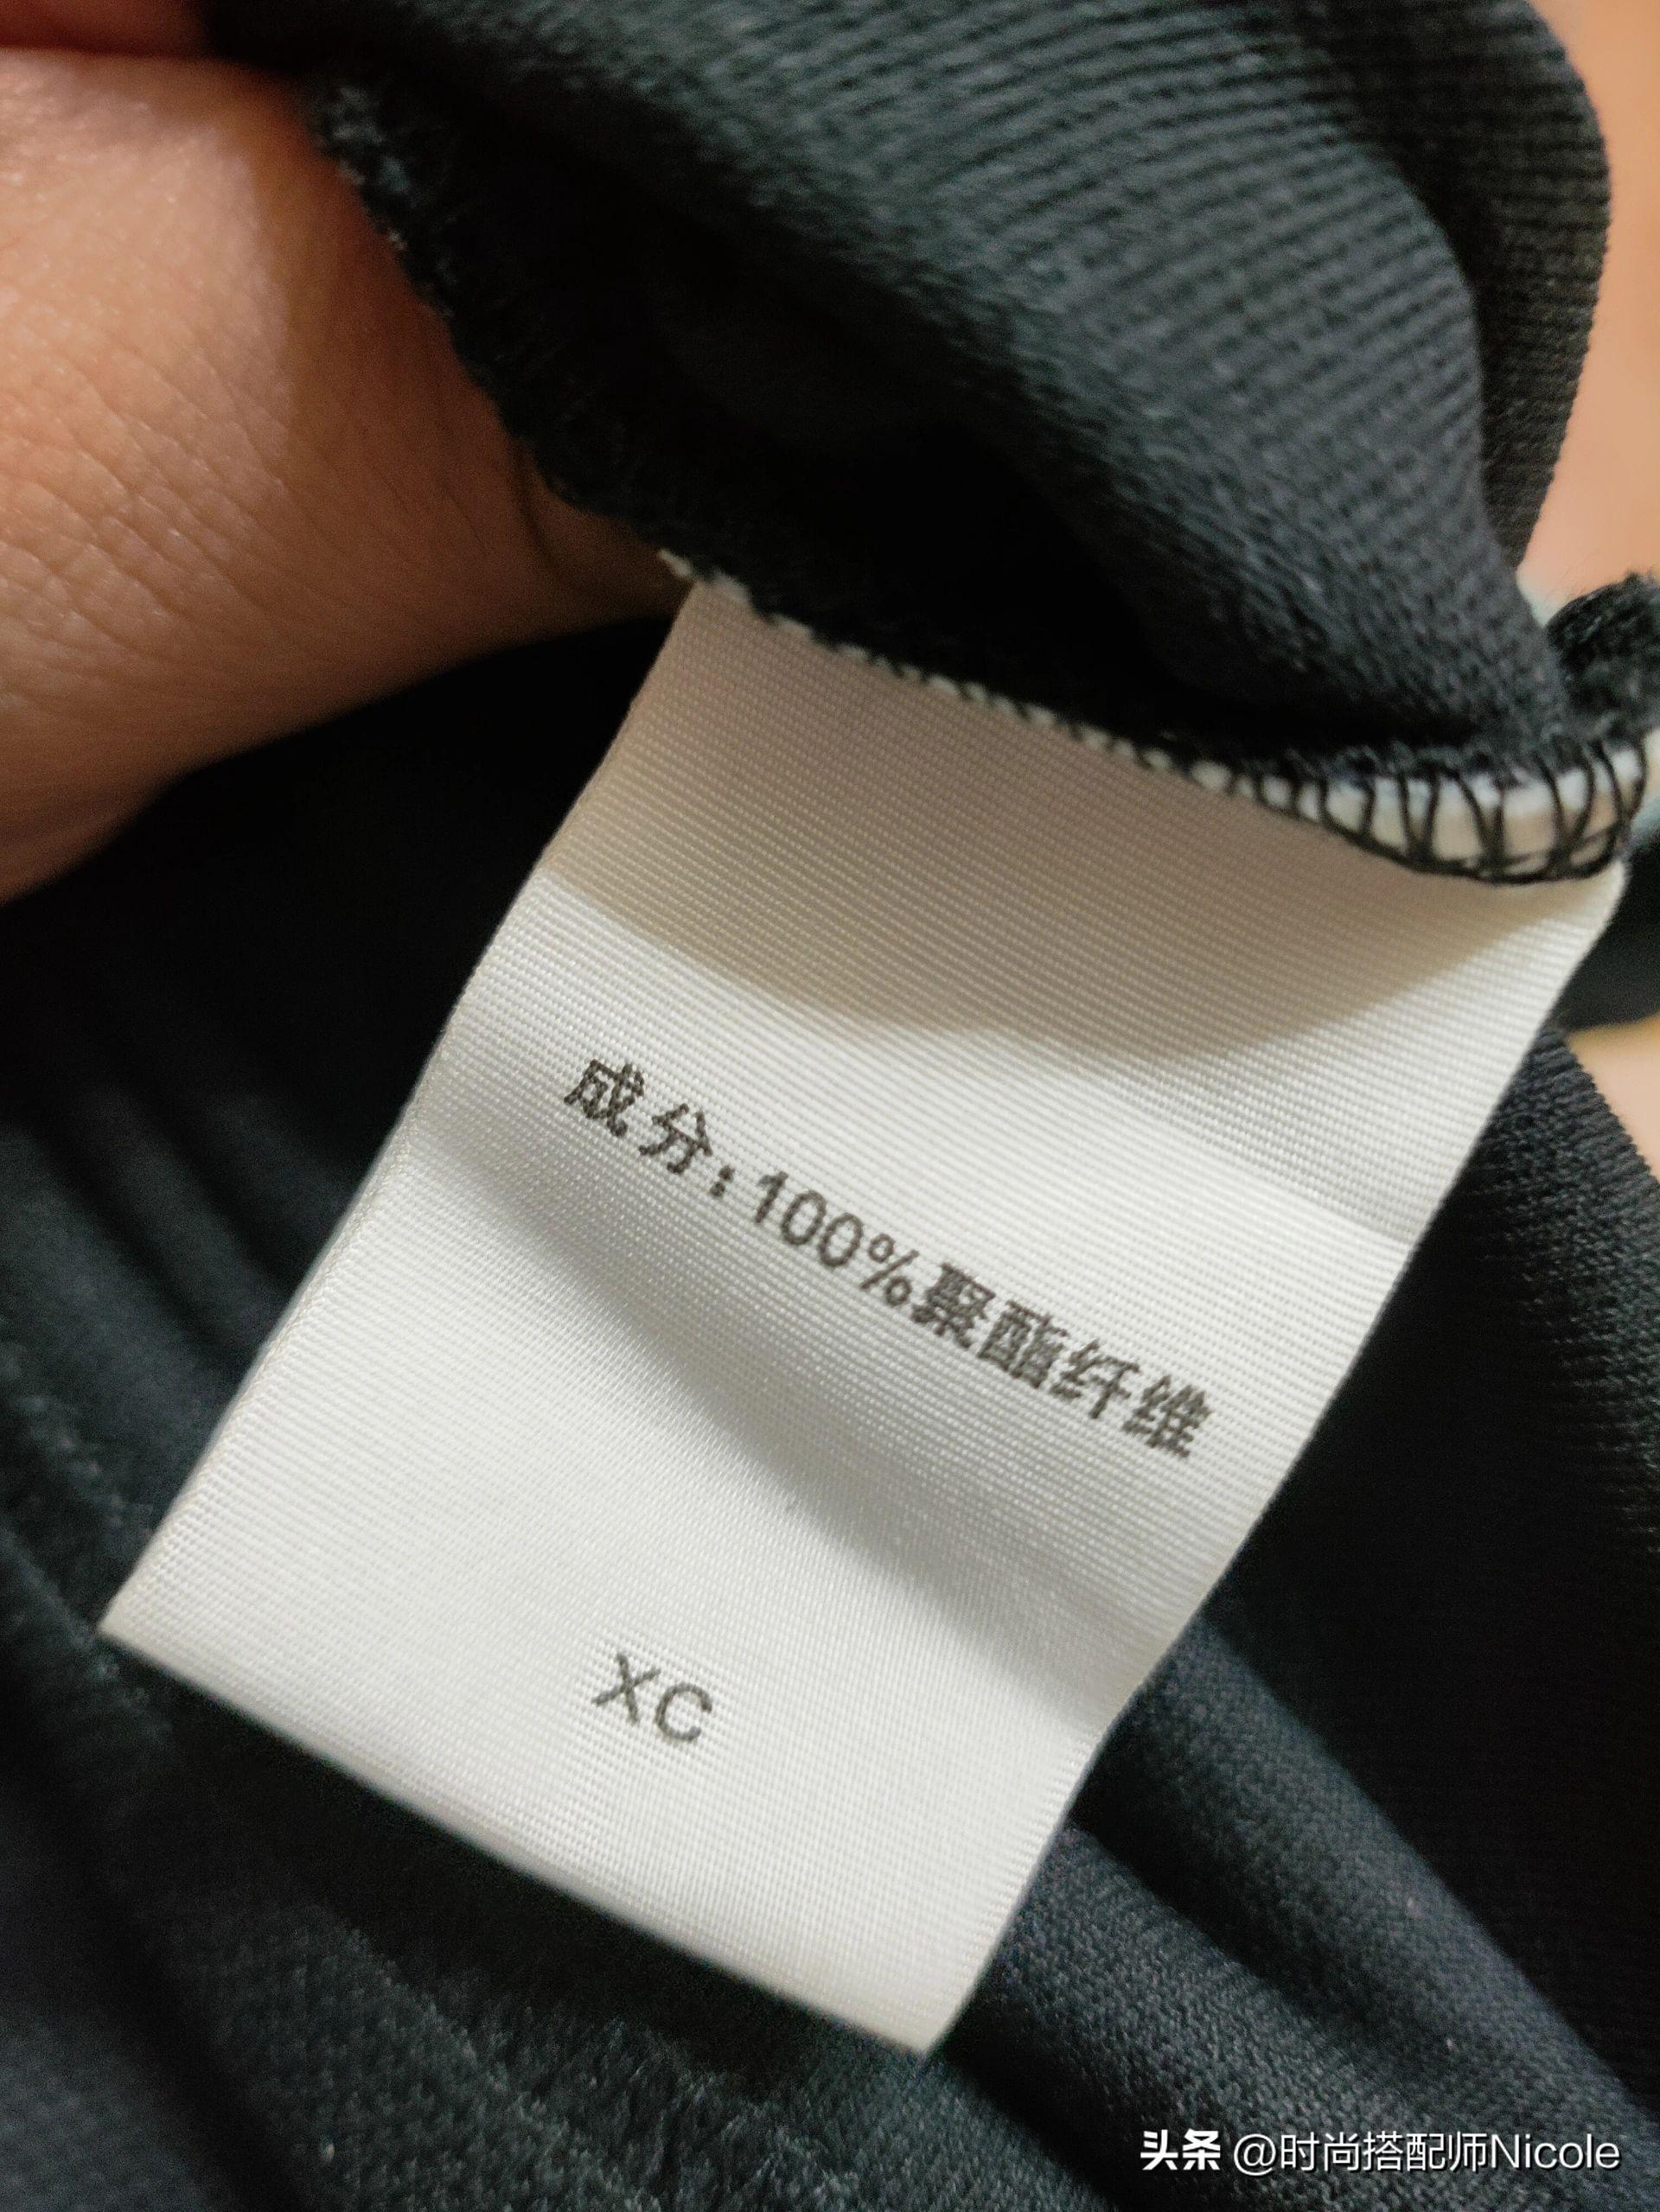 成分:100%聚酯纤维
XC
头条 @时尚搭配师Nicole